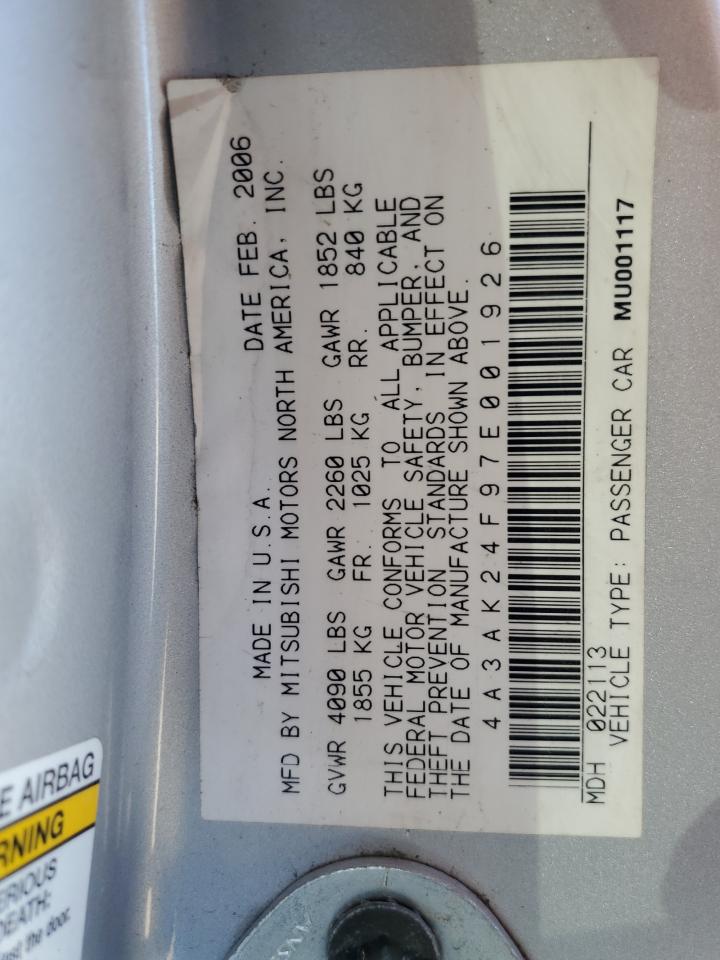 MADE IN U.S.A. DATE FEB. 2006
MFD BY MITSUBISHI MOTORS NORTH AMERICA, INC.
GVWR 4090 LBS GAWR 2260 LBS GAWR 1852 LBS
1855 KG FR. 1025 KG RR. 840 KG
THIS VEHICLE CONFORMS TO ALL APPLICABLE
FEDERAL MOTOR VEHICLE SAFETY, BUMPER, AND
THEFT PREVENTION STANDARDS IN EFFECT ON
THE DATE OF MANUFACTURE SHOWN ABOVE.
4A3AK24F97E001926
MDH 022113
VEHICLE TYPE: PASSENGER CAR MU001117
AIRBAG
the door.